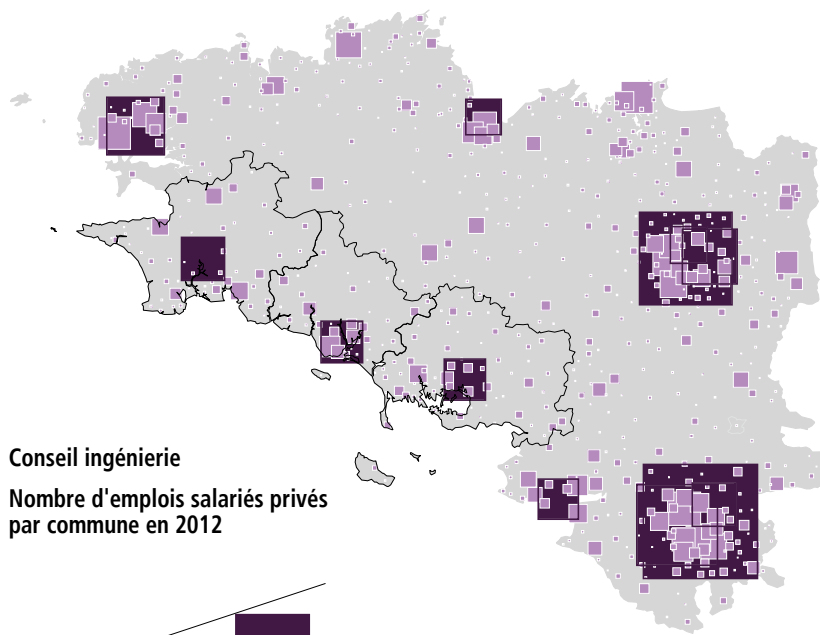 Conseil ingénierie
Nombre d'emplois salariés privés
par commune en 2012